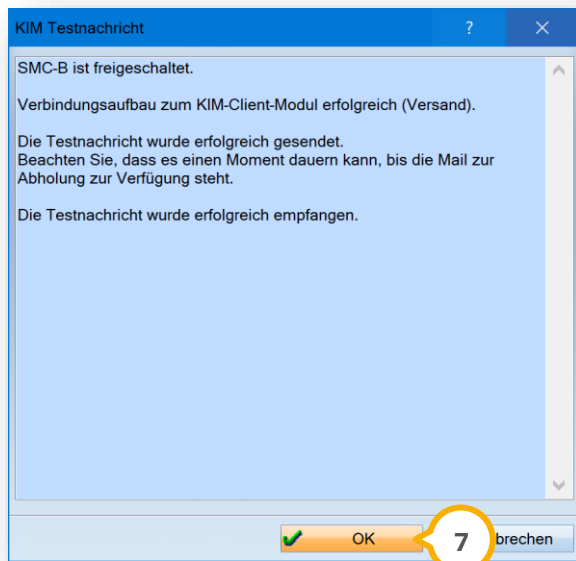 KIM Testnachricht ?
SMC-B ist freigeschaltet.
Verbindungsaufbau zum KIM-Client-Modul erfolgreich (Versand).
Die Testnachricht wurde erfolgreich gesendet.
Beachten Sie, dass es einen Moment dauern kann, bis die Mail zur
Abholung zur Verfügung steht.
Die Testnachricht wurde erfolgreich empfangen.
OK 7 brechen